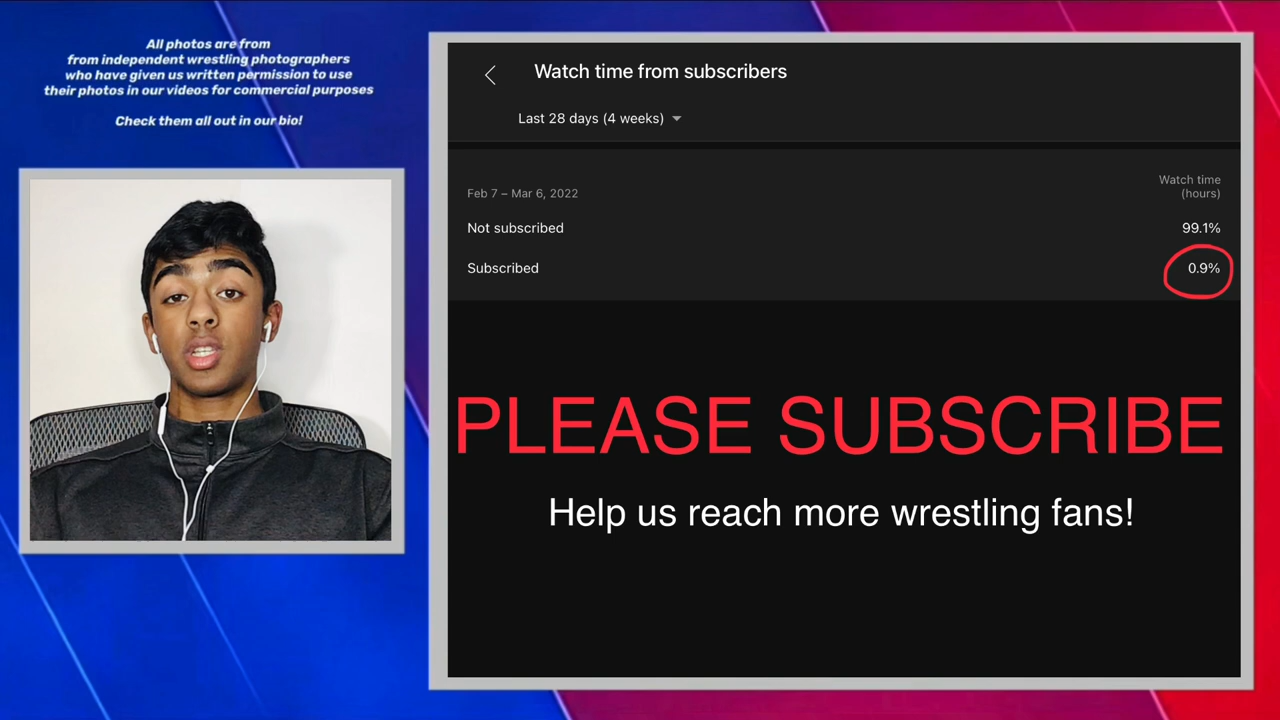 All photos are from
from independent wrestling photographers
who have given us written permission to use
their photos in our videos for commercial purposes
Check them all out in our bio!
Watch time from subscribers
Last 28 days (4 weeks)
Feb 7 – Mar 6, 2022
Watch time
(hours)
Not subscribed 99.1%
Subscribed 0.9%
PLEASE SUBSCRIBE
Help us reach more wrestling fans!